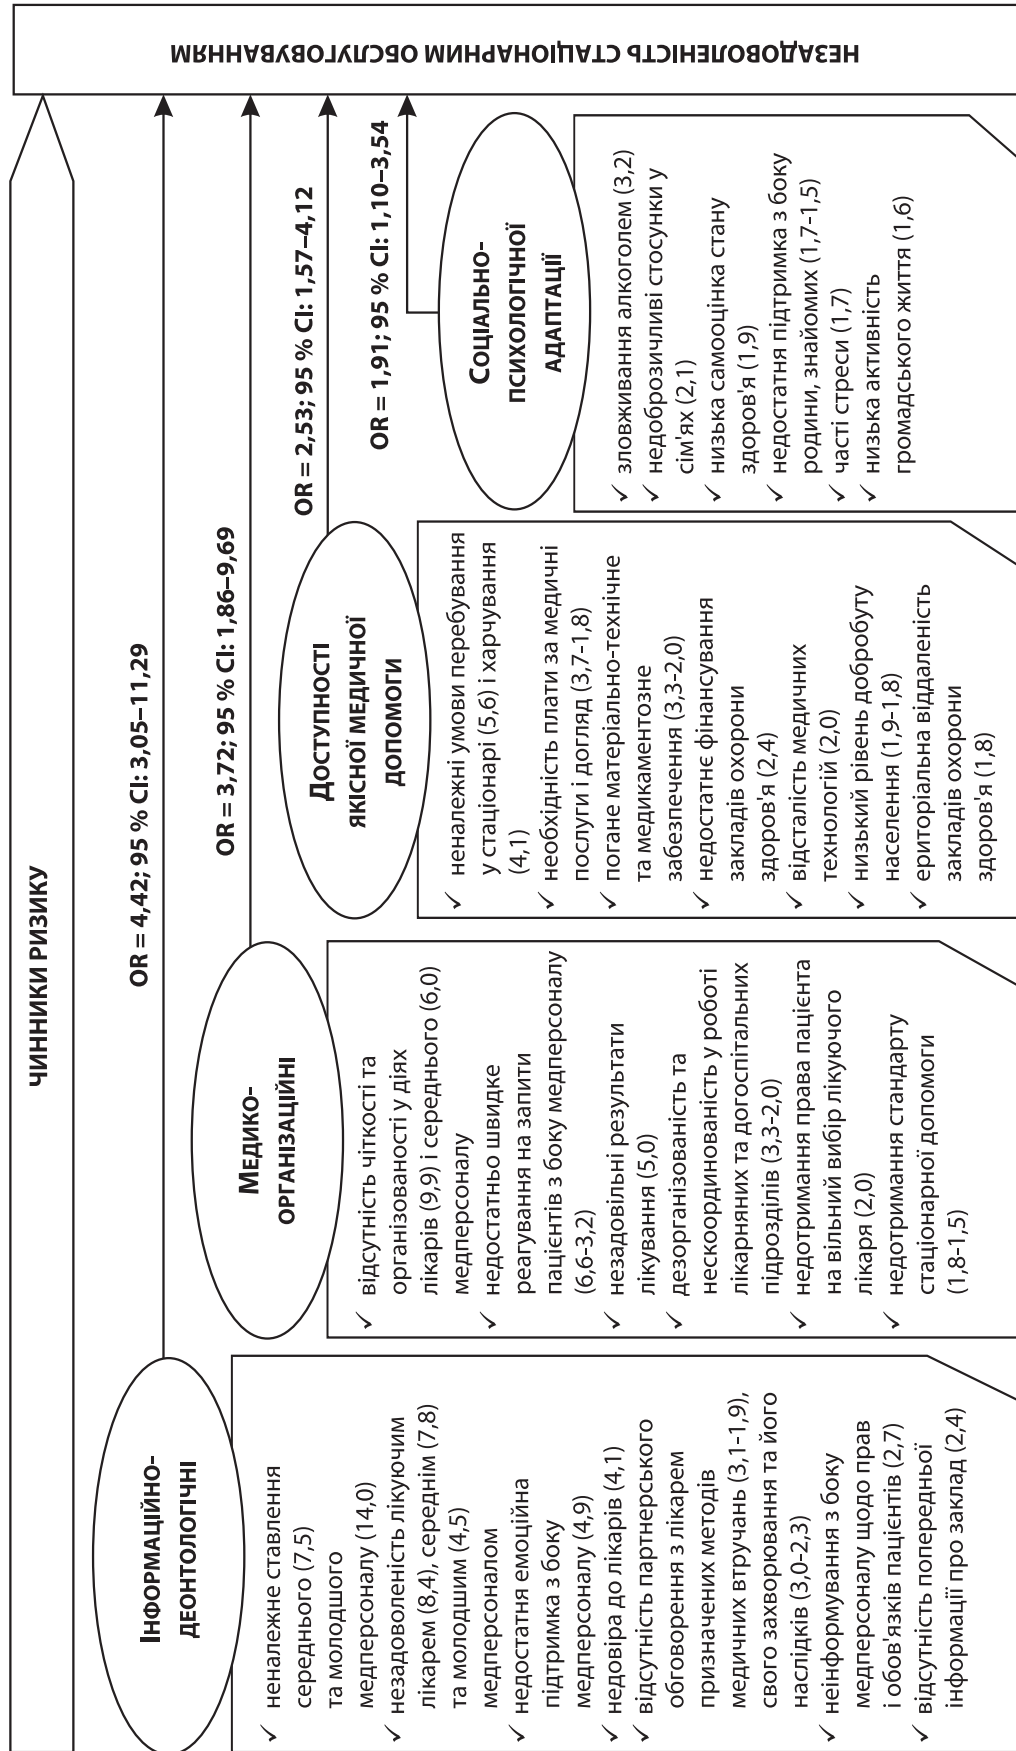 ЧИННИКИ РИЗИКУ
НЕЗАДОВОЛЕНІСТЬ СТАЦІОНАРНИМ ОБСЛУГОВУВАННЯМ
OR = 4,42; 95 % CI: 3,05–11,29
OR = 3,72; 95 % CI: 1,86–9,69
OR = 2,53; 95 % CI: 1,57–4,12
OR = 1,91; 95 % CI: 1,10–3,54
ІНФОРМАЦІЙНО-
ДЕОНТОЛОГІЧНІ
✓ неналежне ставлення
середнього (7,5)
та молодшого
медперсоналу (14,0)
✓ незадоволеність лікуючим
лікарем (8,4), середнім (7,8)
та молодшим (4,5)
медперсоналом
✓ недостатня емоційна
підтримка з боку
медперсоналу (4,9)
✓ недовіра до лікарів (4,1)
✓ відсутність партнерського
обговорення з лікарем
призначених методів
медичних втручань (3,1-1,9),
свого захворювання та його
наслідків (3,0-2,3)
✓ неінформування з боку
медперсоналу щодо прав
і обов'язків пацієнтів (2,7)
✓ відсутність попередньої
інформації про заклад (2,4)
МЕДИКО-
ОРГАНІЗАЦІЙНІ
✓ відсутність чіткості та
організованості у діях
лікарів (9,9) і середнього (6,0)
медперсоналу
✓ недостатньо швидке
реагування на запити
пацієнтів з боку медперсоналу
(6,6-3,2)
✓ незадовільні результати
лікування (5,0)
✓ дезорганізованість та
нескоординованість у роботі
лікарняних та догоспітальних
підрозділів (3,3-2,0)
✓ недотримання права пацієнта
на вільний вибір лікуючого
лікаря (2,0)
✓ недотримання стандарту
стаціонарної допомоги
(1,8-1,5)
ДОСТУПНОСТІ
ЯКІСНОЇ МЕДИЧНОЇ
ДОПОМОГИ
✓ неналежні умови перебування
у стаціонарі (5,6) і харчування
(4,1)
✓ необхідність плати за медичні
послуги і догляд (3,7-1,8)
✓ погане матеріально-технічне
та медикаментозне
забезпечення (3,3-2,0)
✓ недостатнє фінансування
закладів охорони
здоров'я (2,4)
✓ відсталість медичних
технологій (2,0)
✓ низький рівень добробуту
населення (1,9-1,8)
✓ ериторіальна віддаленість
закладів охорони
здоров'я (1,8)
СОЦІАЛЬНО-
ПСИХОЛОГІЧНОЇ
АДАПТАЦІЇ
✓ зловживання алкоголем (3,2)
✓ недоброзичливі стосунки у
сім'ях (2,1)
✓ низька самооцінка стану
здоров'я (1,9)
✓ недостатня підтримка з боку
родини, знайомих (1,7-1,5)
✓ часті стреси (1,7)
✓ низька активність
громадського життя (1,6)